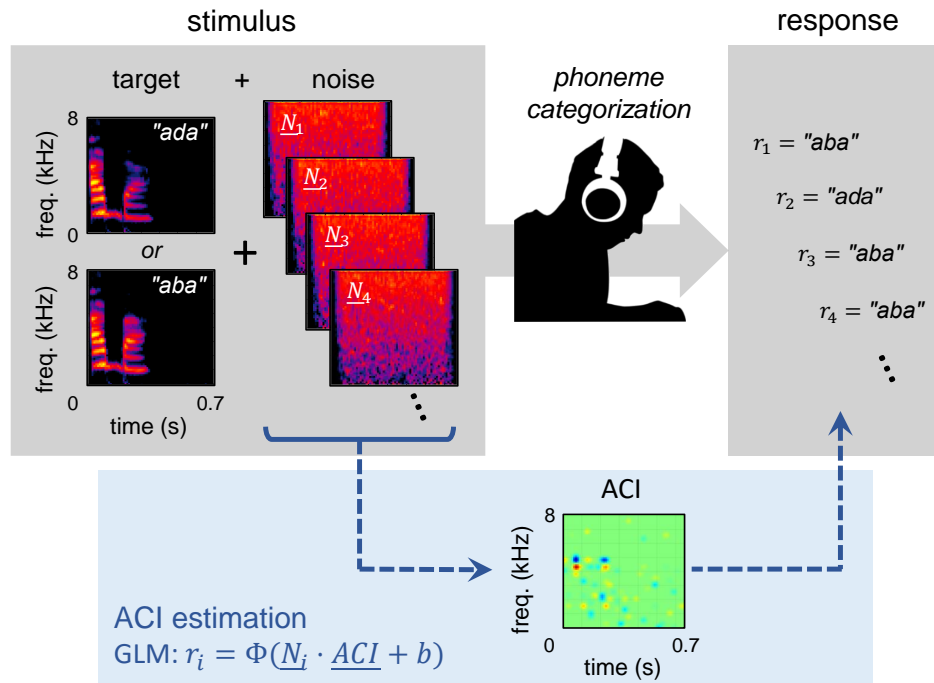 stimulus
response
target + noise
phoneme
categorization
8
freq. (kHz)
0
"ada"
or
8
freq. (kHz)
0
"aba"
0.7
time (s)
+
N1
N2
N3
N4
r1 = "aba"
r2 = "ada"
r3 = "aba"
r4 = "aba"
ACI
8
freq. (kHz)
0
0.7
time (s)
ACI estimation
GLM: ri = Φ(Ni · ACI + b)